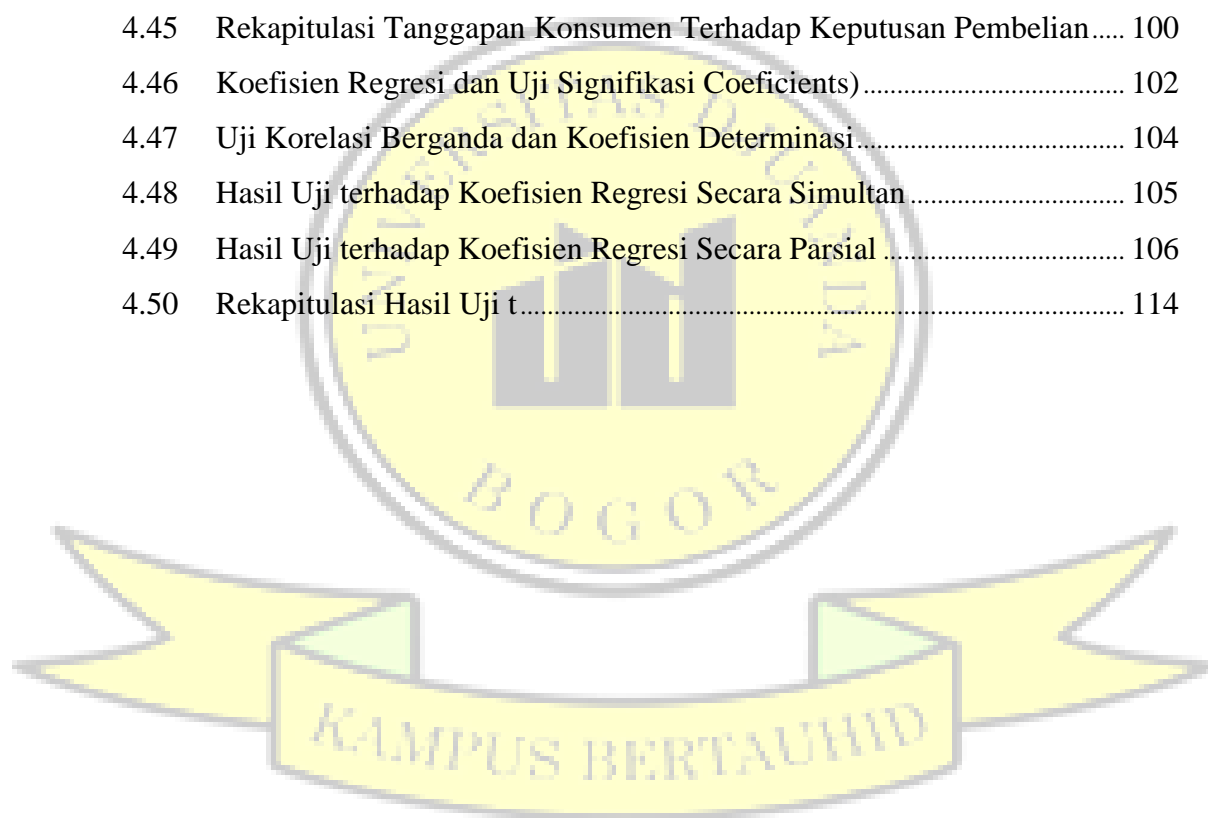 4.45 Rekapitulasi Tanggapan Konsumen Terhadap Keputusan Pembelian..... 100
4.46 Koefisien Regresi dan Uji Signifikasi Coeficients)................................ 102
4.47 Uji Korelasi Berganda dan Koefisien Determinasi................................. 104
4.48 Hasil Uji terhadap Koefisien Regresi Secara Simultan.......................... 105
4.49 Hasil Uji terhadap Koefisien Regresi Secara Parsial ............................. 106
4.50 Rekapitulasi Hasil Uji t.......................................................................... 114
UNIVERSITAS DJUANDA
BOGOR
KAMPUS BERTAUHID